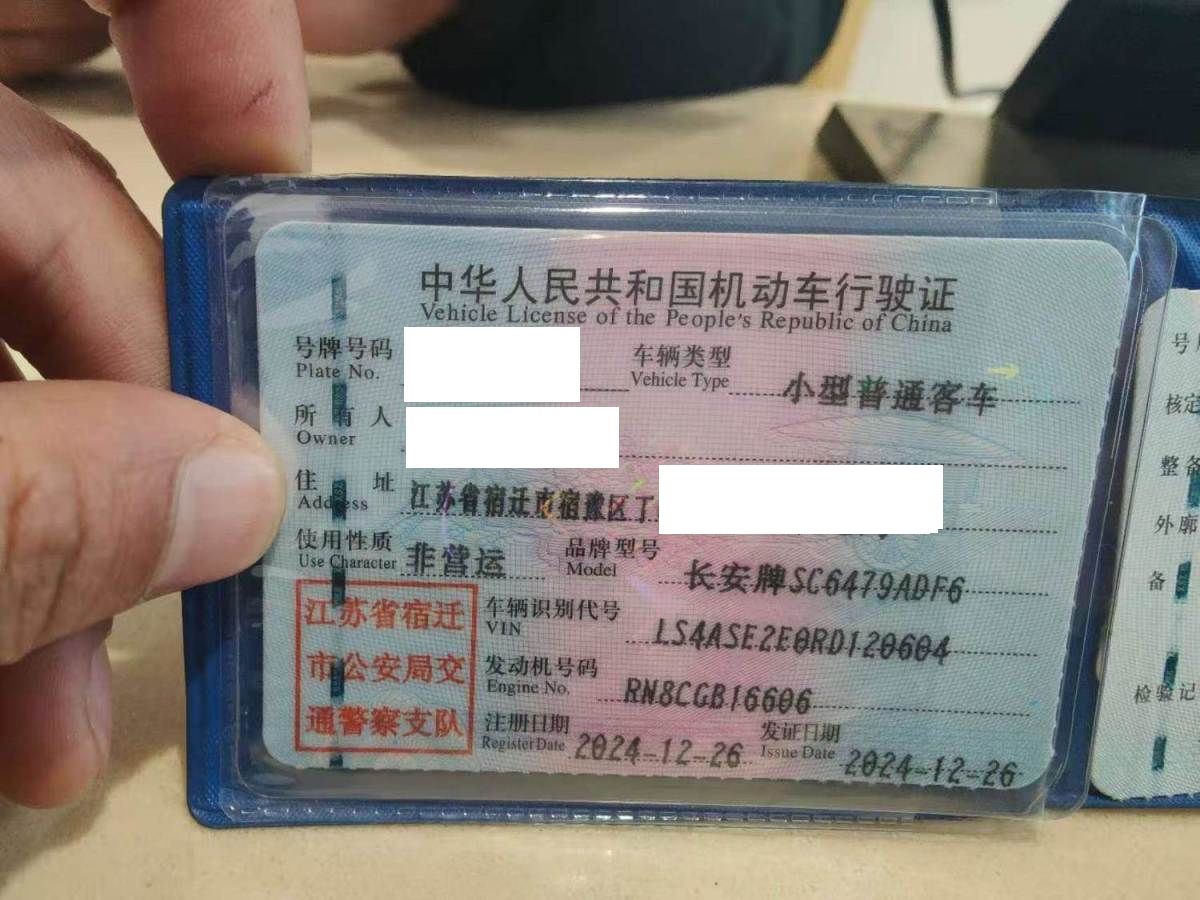 中华人民共和国机动车行驶证
Vehicle License of the People's Republic of China
号牌号码
Plate No.
车辆类型 小型普通客车
Vehicle Type
所有人
Owner
住址 江苏省宿迁市宿豫区丁
Address
使用性质 非营运
Use Character
品牌型号 长安牌SC6479ADF6
Model
江苏省宿迁
市公安局交
通警察支队
车辆识别代号 LS4ASE2E0RD120604
VIN
发动机号码 RN8CGB16606
Engine No.
注册日期 2024-12-26
Register Date
发证日期 2024-12-26
Issue Date
号
核定
整备
外廓
备
检验记